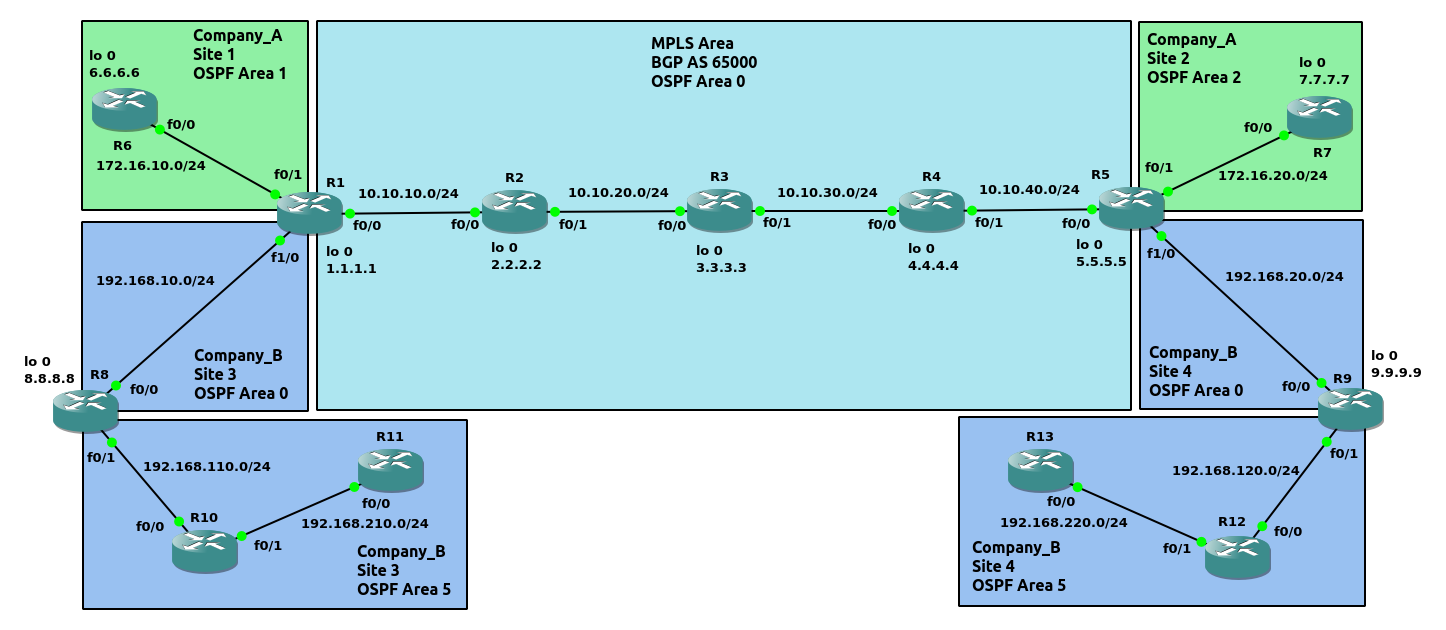 Company_A
Site 1
OSPF Area 1
lo 0
6.6.6.6
f0/0
R6
172.16.10.0/24
f0/1
MPLS Area
BGP AS 65000
OSPF Area 0
Company_A
Site 2
OSPF Area 2
lo 0
7.7.7.7
f0/0
R7
172.16.20.0/24
f0/1
R1
10.10.10.0/24
R2
10.10.20.0/24
R3
10.10.30.0/24
R4
10.10.40.0/24
R5
f0/0
f0/0
f0/1
f0/0
f0/1
f0/0
f0/1
f0/0
lo 0
1.1.1.1
lo 0
2.2.2.2
lo 0
3.3.3.3
lo 0
4.4.4.4
lo 0
5.5.5.5
f1/0
192.168.10.0/24
Company_B
Site 3
OSPF Area 0
lo 0
8.8.8.8
R8
f0/0
f1/0
192.168.20.0/24
Company_B
Site 4
OSPF Area 0
lo 0
9.9.9.9
R9
f0/0
f0/1
192.168.110.0/24
R11
f0/0
R10
f0/0
192.168.210.0/24
f0/1
Company_B
Site 3
OSPF Area 5
R13
f0/1
192.168.120.0/24
f0/0
192.168.220.0/24
R12
f0/0
f0/1
Company_B
Site 4
OSPF Area 5